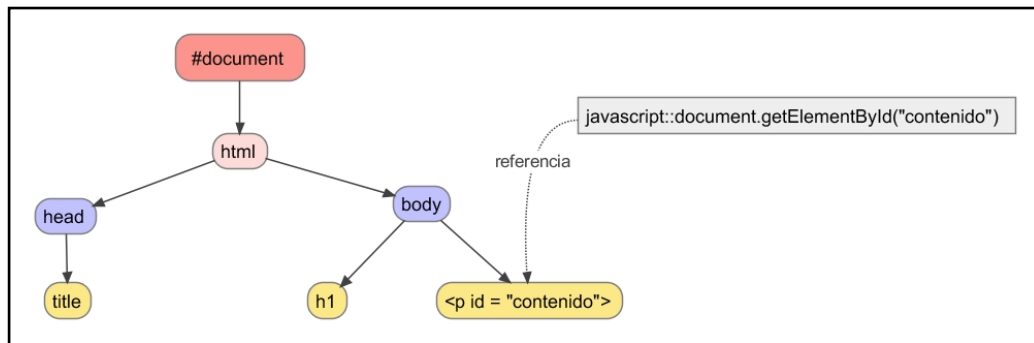 #document
javascript::document.getElementById("contenido")
html
referencia
head
body
title
h1
<p id = "contenido">